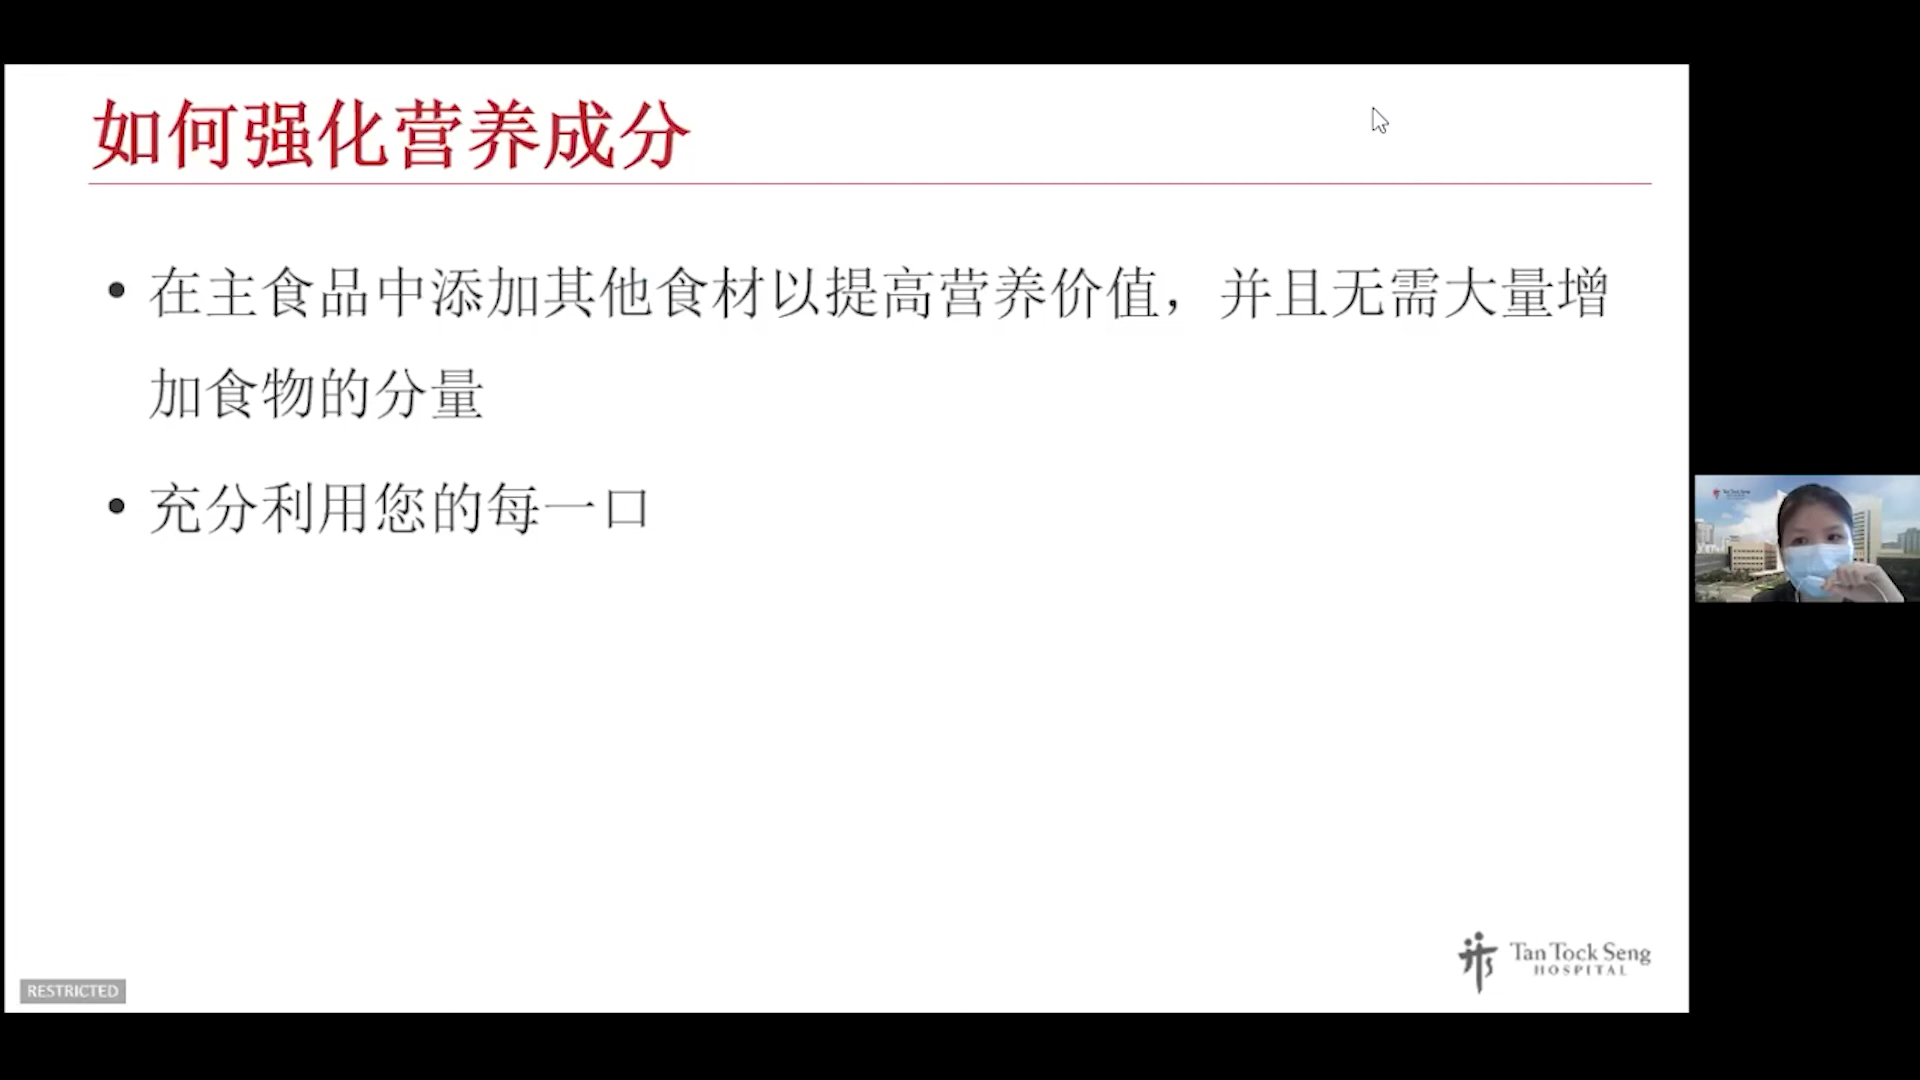 如何强化营养成分
• 在主食品中添加其他食材以提高营养价值，并且无需大量增
加食物的分量
• 充分利用您的每一口
Tan Tock Seng
HOSPITAL
RESTRICTED